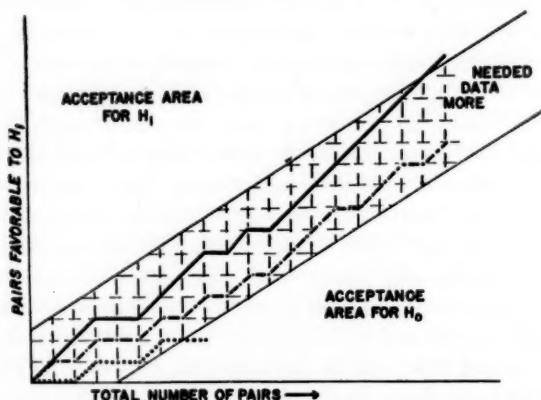 ACCEPTANCE AREA
FOR H₁
NEEDED
DATA
MORE
PAIRS FAVORABLE TO H₁
ACCEPTANCE
AREA FOR H₀
TOTAL NUMBER OF PAIRS →